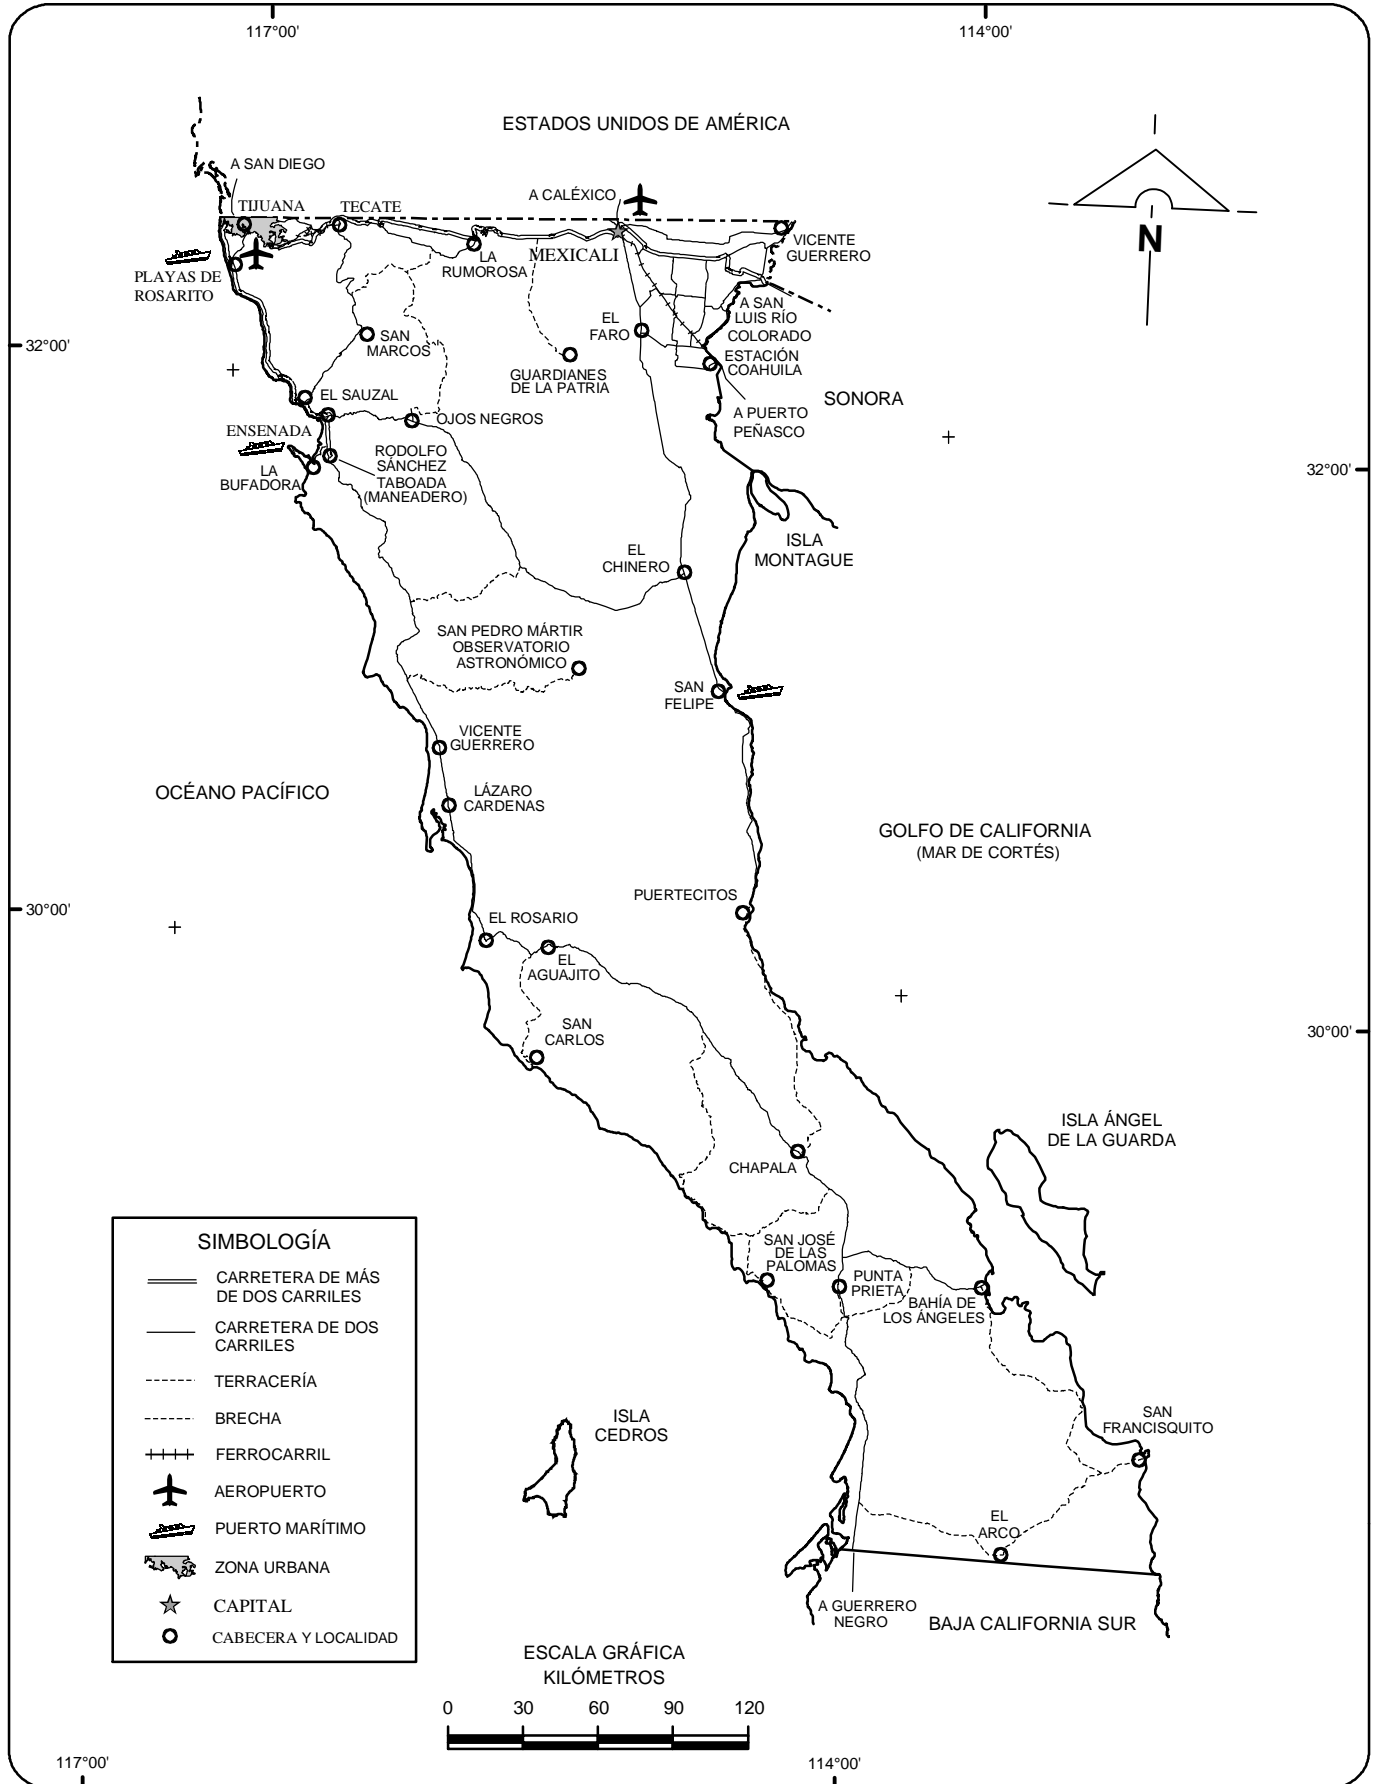 117°00'
114°00'
ESTADOS UNIDOS DE AMÉRICA
A SAN DIEGO
A CALÉXICO
TIJUANA
TECATE
N
VICENTE
GUERRERO
MEXICALI
LA
RUMOROSA
PLAYAS DE
ROSARITO
A SAN
LUIS RÍO
COLORADO
EL
FARO
SAN
MARCOS
32°00'
ESTACIÓN
COAHUILA
GUARDIANES
DE LA PATRIA
EL SAUZAL
SONORA
A PUERTO
PEÑASCO
OJOS NEGROS
ENSENADA
RODOLFO
SÁNCHEZ
TABOADA
(MANEADERO)
LA
BUFADORA
32°00'
ISLA
MONTAGUE
EL
CHINERO
SAN PEDRO MÁRTIR
OBSERVATORIO
ASTRONÓMICO
SAN
FELIPE
VICENTE
GUERRERO
OCÉANO PACÍFICO
LÁZARO
CARDENAS
GOLFO DE CALIFORNIA
(MAR DE CORTÉS)
PUERTECITOS
30°00'
EL ROSARIO
EL
AGUAJITO
SAN
CARLOS
30°00'
ISLA ÁNGEL
DE LA GUARDA
CHAPALA
SAN JOSÉ
DE LAS
PALOMAS
PUNTA
PRIETA
BAHÍA DE
LOS ÁNGELES
SIMBOLOGÍA
CARRETERA DE MÁS
DE DOS CARRILES
CARRETERA DE DOS
CARRILES
TERRACERÍA
BRECHA
FERROCARRIL
AEROPUERTO
PUERTO MARÍTIMO
ZONA URBANA
CAPITAL
CABECERA Y LOCALIDAD
ISLA
CEDROS
SAN
FRANCISQUITO
EL
ARCO
A GUERRERO
NEGRO
BAJA CALIFORNIA SUR
ESCALA GRÁFICA
KILÓMETROS
0 30 60 90 120
117°00'
114°00'